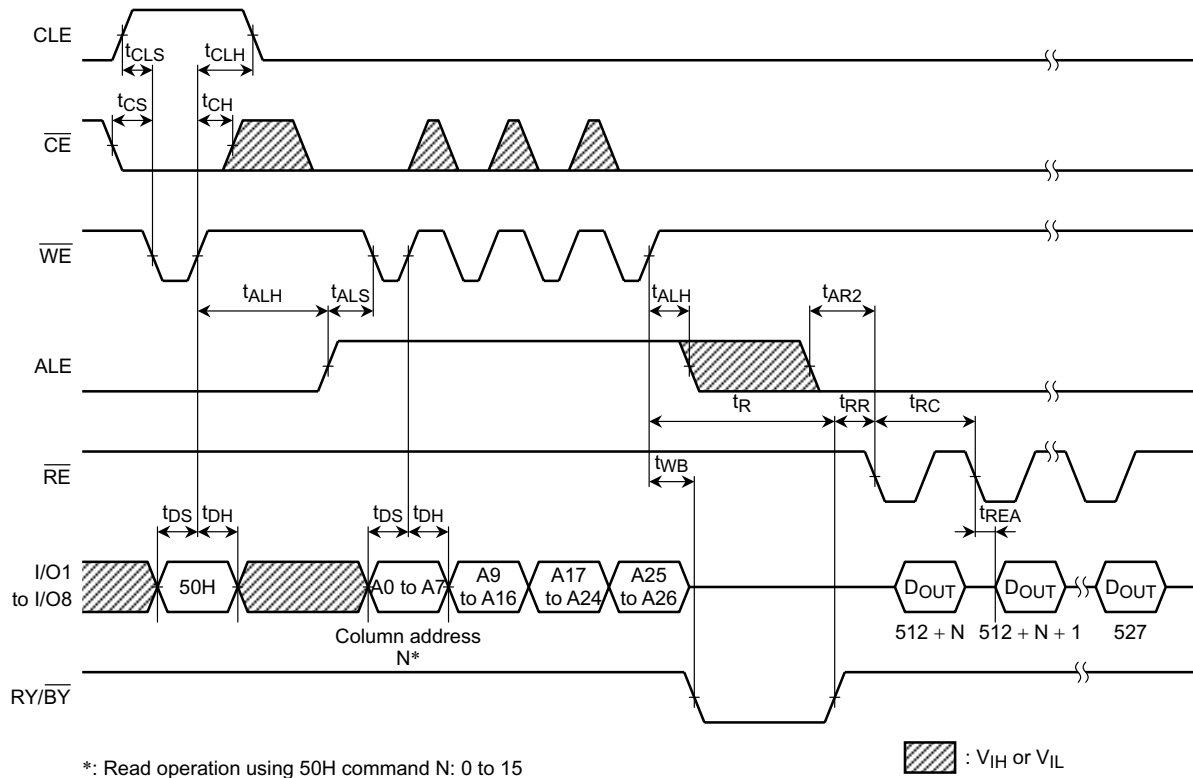 CLE
tCLS
tCLH
tCS
tCH
CE
WE
tALH
tALS
tALH
tAR2
ALE
tR
tRR
tRC
RE
tWB
tREA
tDS
tDH
tDS
tDH
I/O1
to I/O8
50H
A0 to A7
A9
to A16
A17
to A24
A25
to A26
DOUT
DOUT
DOUT
512 + N
512 + N + 1
527
Column address
N*
RY/BY
*: Read operation using 50H command N: 0 to 15
: VIH or VIL